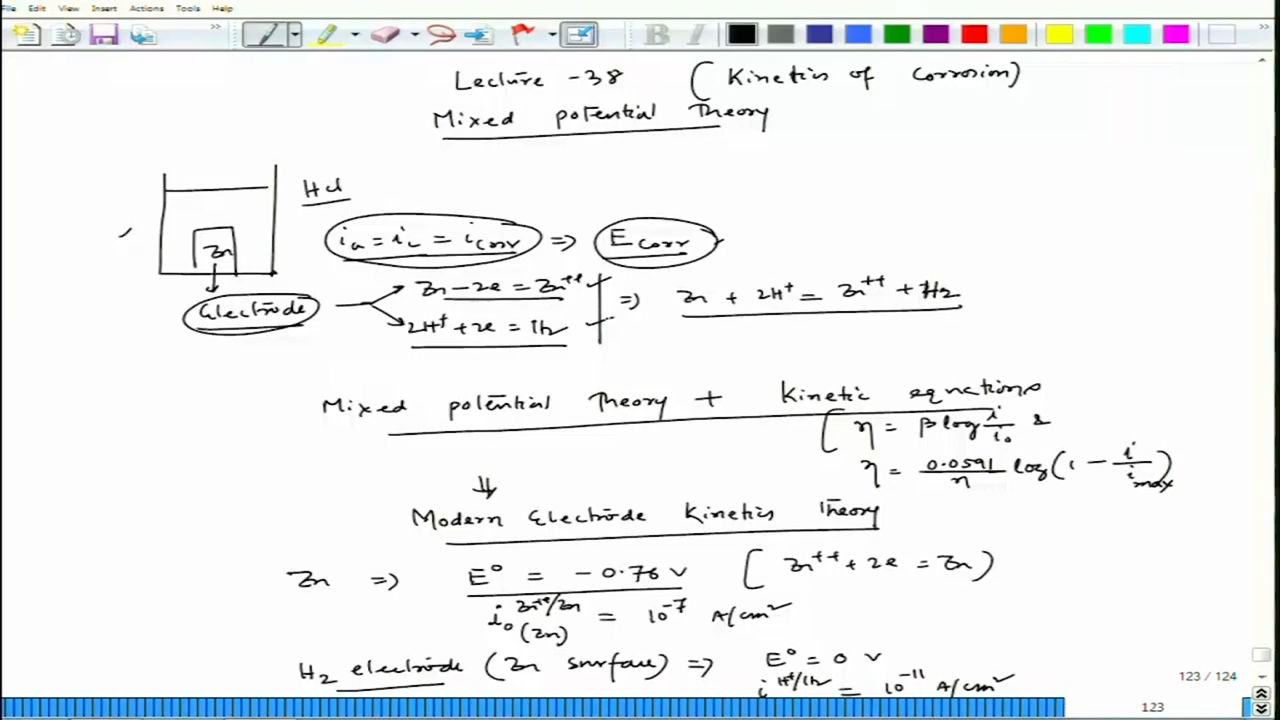 File Edit View Insert Actions Tools Help
Lecture -38 (Kinetics of Corrosion)
Mixed potential Theory
HCl
Zn
ia = ic = icorr => Ecorr
Electrode
Zn - 2e = Zn++
2H+ + 2e = H2
=> Zn + 2H+ = Zn++ + H2
Mixed potential Theory + Kinetic equations
[ η = β log i/i₀ &
η = 0.0591/n log (1 - i/imax)
Modern Electrode Kinetics Theory
Zn => E° = -0.76 V [ Zn++ + 2e = Zn )
i₀ Zn++/Zn (Zn) = 10^-7 A/cm²
H2 electrode (Zn surface) => E° = 0 V
i H+/H2 = 10^-11 A/cm²
123 / 124
123